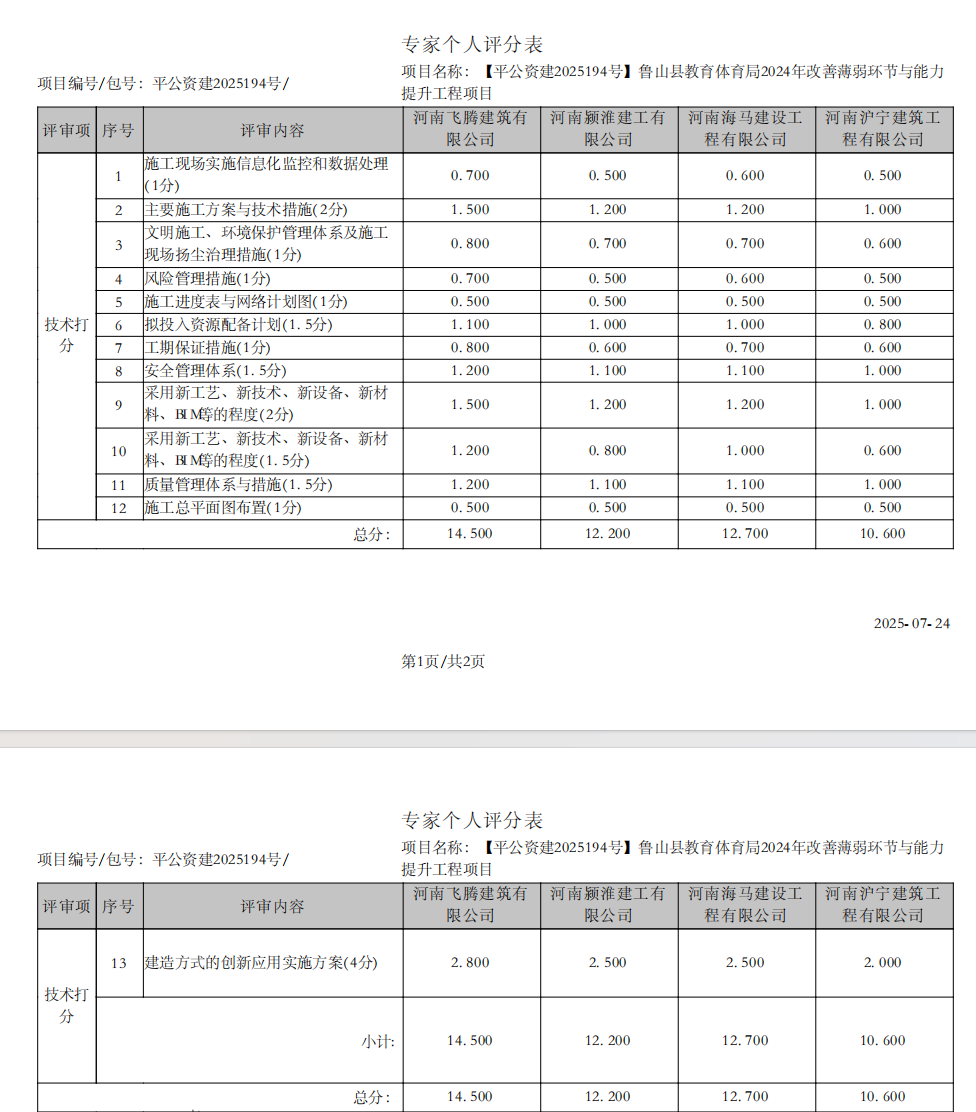 专家个人评分表
项目编号/包号：平公资建2025194号/
项目名称：【平公资建2025194号】鲁山县教育体育局2024年改善薄弱环节与能力
提升工程项目
评审项 序号 评审内容 河南飞腾建筑有限公司 河南颍淮建工有限公司 河南海马建设工程有限公司 河南沪宁建筑工程有限公司
技术打分
1 施工现场实施信息化监控和数据处理(1分) 0.700 0.500 0.600 0.500
2 主要施工方案与技术措施(2分) 1.500 1.200 1.200 1.000
3 文明施工、环境保护管理体系及施工现场扬尘治理措施(1分) 0.800 0.700 0.700 0.600
4 风险管理措施(1分) 0.700 0.500 0.600 0.500
5 施工进度表与网络计划图(1分) 0.500 0.500 0.500 0.500
6 拟投入资源配备计划(1.5分) 1.100 1.000 1.000 0.800
7 工期保证措施(1分) 0.800 0.600 0.700 0.600
8 安全管理体系(1.5分) 1.200 1.100 1.100 1.000
9 采用新工艺、新技术、新设备、新材料、BIM等的程度(2分) 1.500 1.200 1.200 1.000
10 采用新工艺、新技术、新设备、新材料、BIM等的程度(1.5分) 1.200 0.800 1.000 0.600
11 质量管理体系与措施(1.5分) 1.200 1.100 1.100 1.000
12 施工总平面图布置(1分) 0.500 0.500 0.500 0.500
总分： 14.500 12.200 12.700 10.600
2025-07-24
第1页/共2页
专家个人评分表
项目编号/包号：平公资建2025194号/
项目名称：【平公资建2025194号】鲁山县教育体育局2024年改善薄弱环节与能力
提升工程项目
评审项 序号 评审内容 河南飞腾建筑有限公司 河南颍淮建工有限公司 河南海马建设工程有限公司 河南沪宁建筑工程有限公司
技术打分
13 建造方式的创新应用实施方案(4分) 2.800 2.500 2.500 2.000
小计: 14.500 12.200 12.700 10.600
总分： 14.500 12.200 12.700 10.600